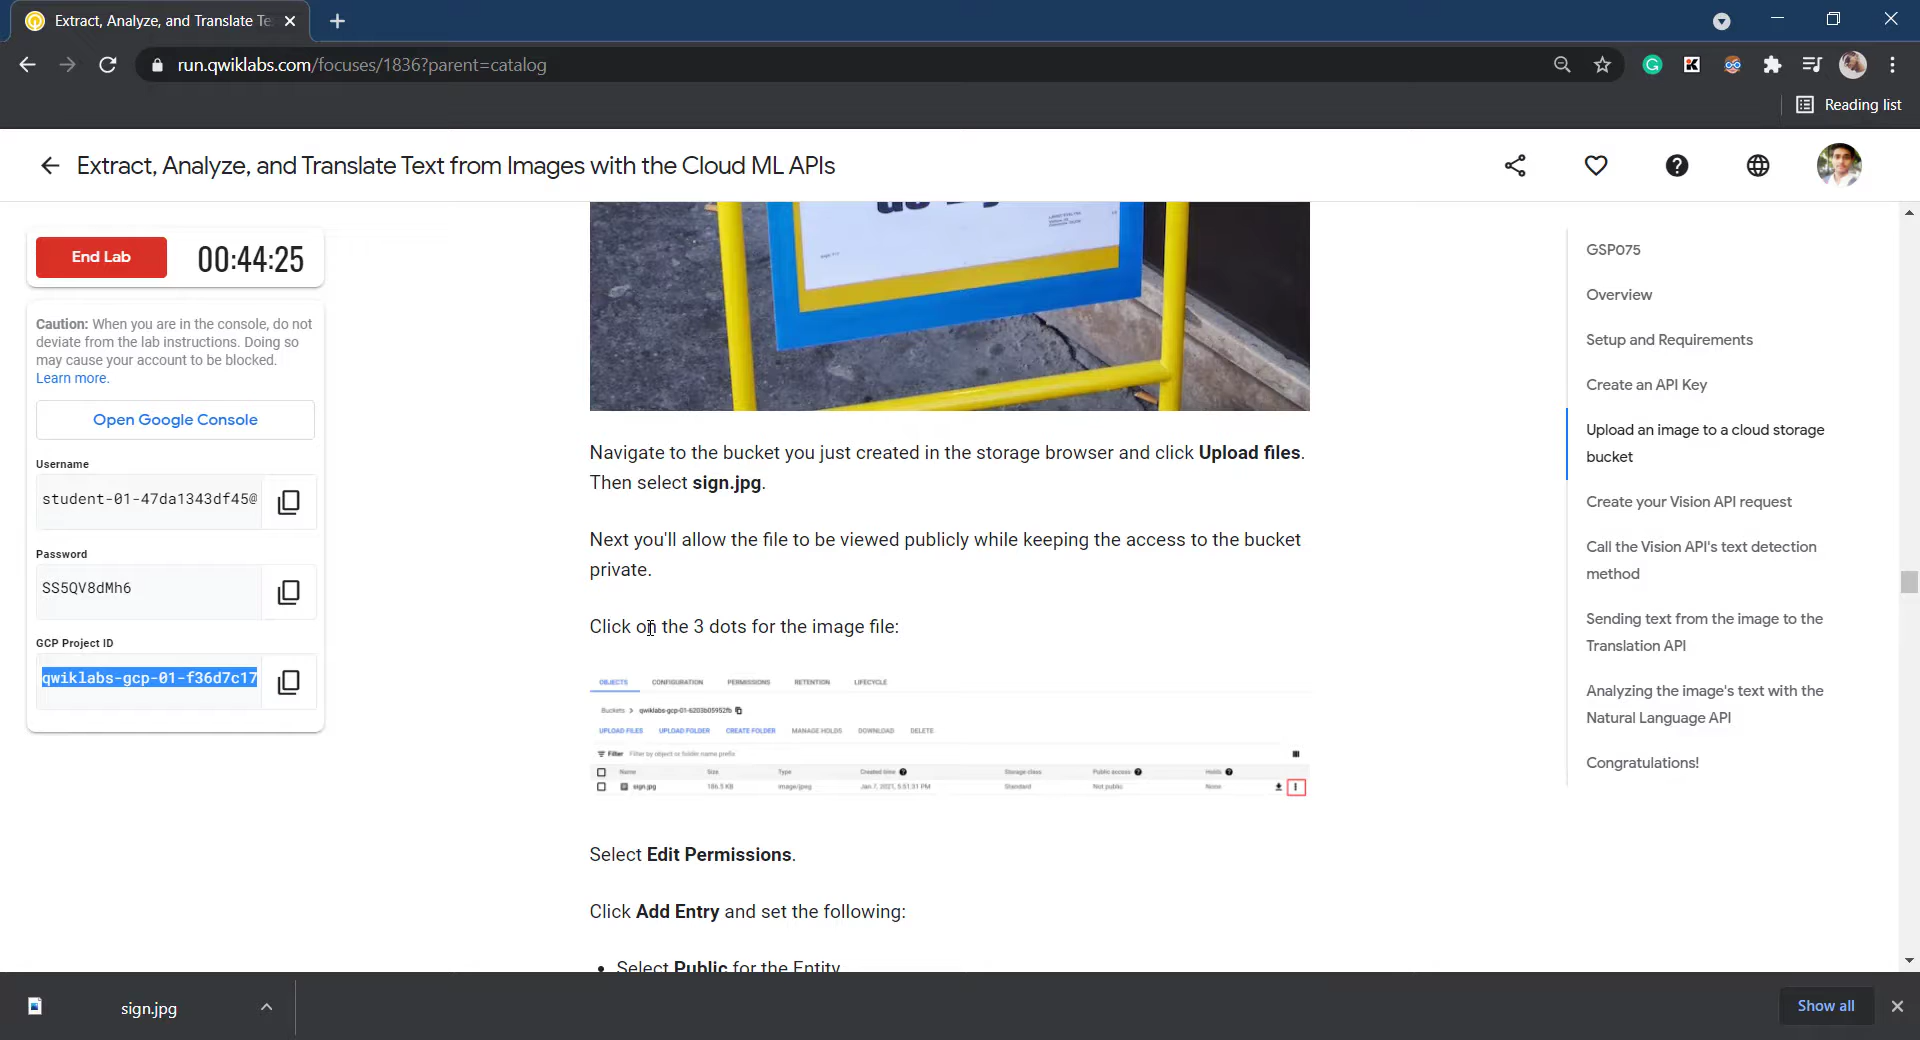 Extract, Analyze, and Translate Te
run.qwiklabs.com/focuses/1836?parent=catalog
Reading list
Extract, Analyze, and Translate Text from Images with the Cloud ML APIs
End Lab
00:44:25
Caution: When you are in the console, do not
deviate from the lab instructions. Doing so
may cause your account to be blocked.
Learn more.
Open Google Console
Username
student-01-47da1343df45@
Password
SS5QV8dMh6
GCP Project ID
qwiklabs-gcp-01-f36d7c17
Navigate to the bucket you just created in the storage browser and click Upload files.
Then select sign.jpg.
Next you'll allow the file to be viewed publicly while keeping the access to the bucket
private.
Click on the 3 dots for the image file:
OBJECTS CONFIGURATION PERMISSIONS RETENTION LIFECYCLE
Buckets > qwiklabs-gcp-01-6203b05952fb
UPLOAD FILES UPLOAD FOLDER CREATE FOLDER MANAGE HOLDS DOWNLOAD DELETE
Filter Filter by object or folder name prefix
Name Size Type Created time Storage class Public access Holds
sign.jpg 186.5 KB image/jpeg Jan 7, 2021, 5:51:31 PM Standard Not public None
Select Edit Permissions.
Click Add Entry and set the following:
• Select Public for the Entity
GSP075
Overview
Setup and Requirements
Create an API Key
Upload an image to a cloud storage
bucket
Create your Vision API request
Call the Vision API's text detection
method
Sending text from the image to the
Translation API
Analyzing the image's text with the
Natural Language API
Congratulations!
sign.jpg
Show all